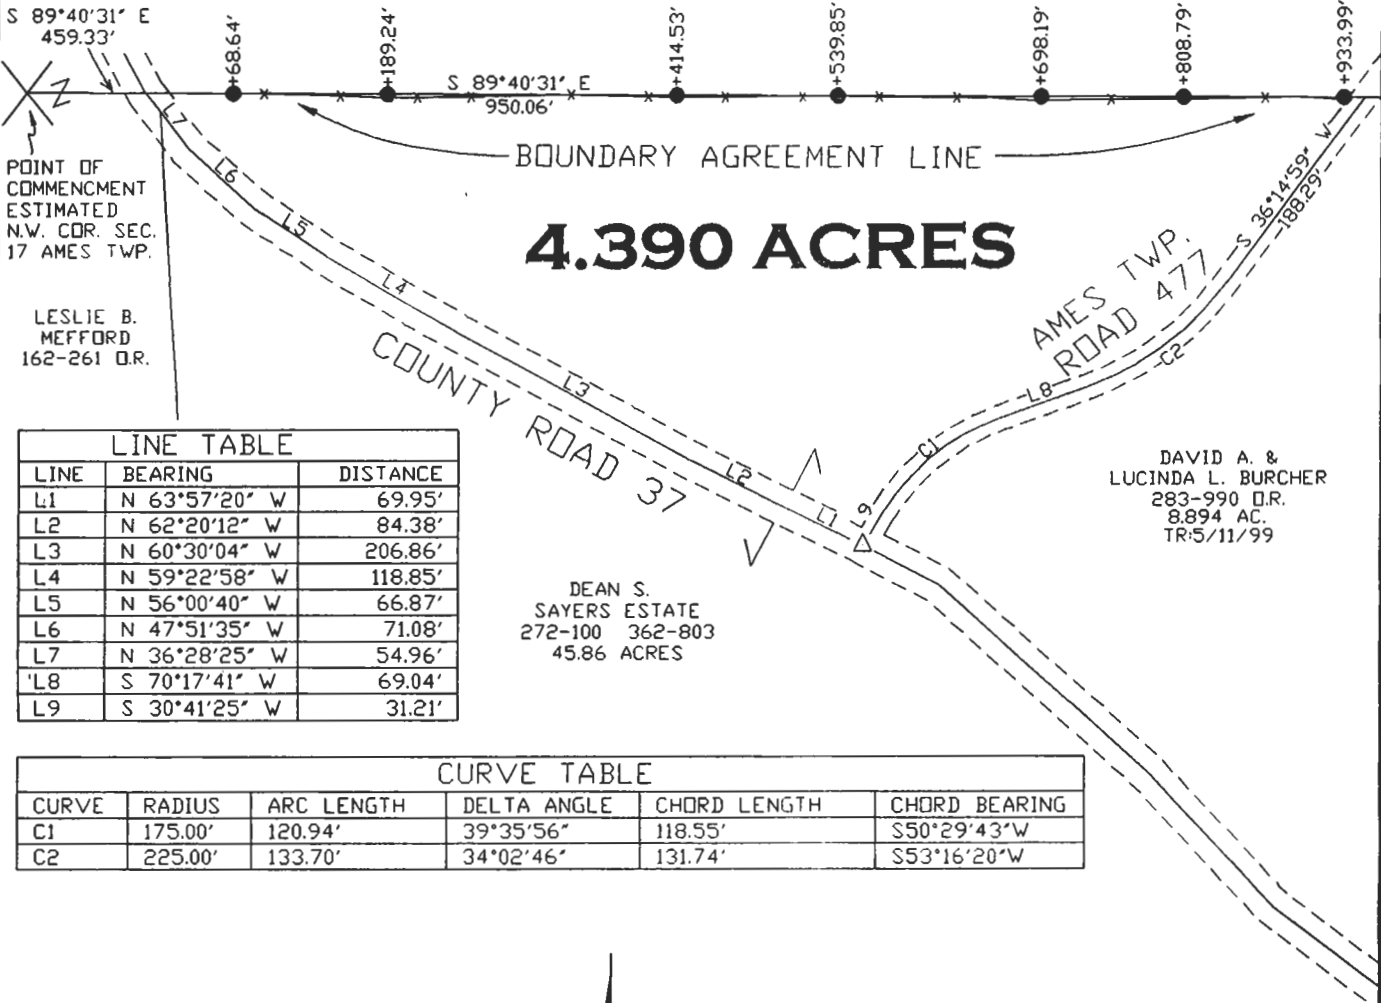 S 89°40'31" E
459.33'
+68.64'
+189.24'
+414.53'
+539.85'
+698.19'
+808.79'
+933.99'
S 89°40'31" E
950.06'
N
BOUNDARY AGREEMENT LINE
POINT OF
COMMENCMENT
ESTIMATED
N.W. COR. SEC.
17 AMES TWP.
4.390 ACRES
L7
L6
L5
L4
L3
L2
L1
L9
C1
L8
C2
S 36°14'59" W
188.29'
AMES TWP.
ROAD 477
COUNTY ROAD 37
LESLIE B.
MEFFORD
162-261 O.R.
DAVID A. &
LUCINDA L. BURCHER
283-990 O.R.
8.894 AC.
TR:5/11/99
DEAN S.
SAYERS ESTATE
272-100 362-803
45.86 ACRES
LINE TABLE
LINE BEARING DISTANCE
L1 N 63°57'20" W 69.95'
L2 N 62°20'12" W 84.38'
L3 N 60°30'04" W 206.86'
L4 N 59°22'58" W 118.85'
L5 N 56°00'40" W 66.87'
L6 N 47°51'35" W 71.08'
L7 N 36°28'25" W 54.96'
L8 S 70°17'41" W 69.04'
L9 S 30°41'25" W 31.21'
CURVE TABLE
CURVE RADIUS ARC LENGTH DELTA ANGLE CHORD LENGTH CHORD BEARING
C1 175.00' 120.94' 39°35'56" 118.55' S50°29'43"W
C2 225.00' 133.70' 34°02'46" 131.74' S53°16'20"W